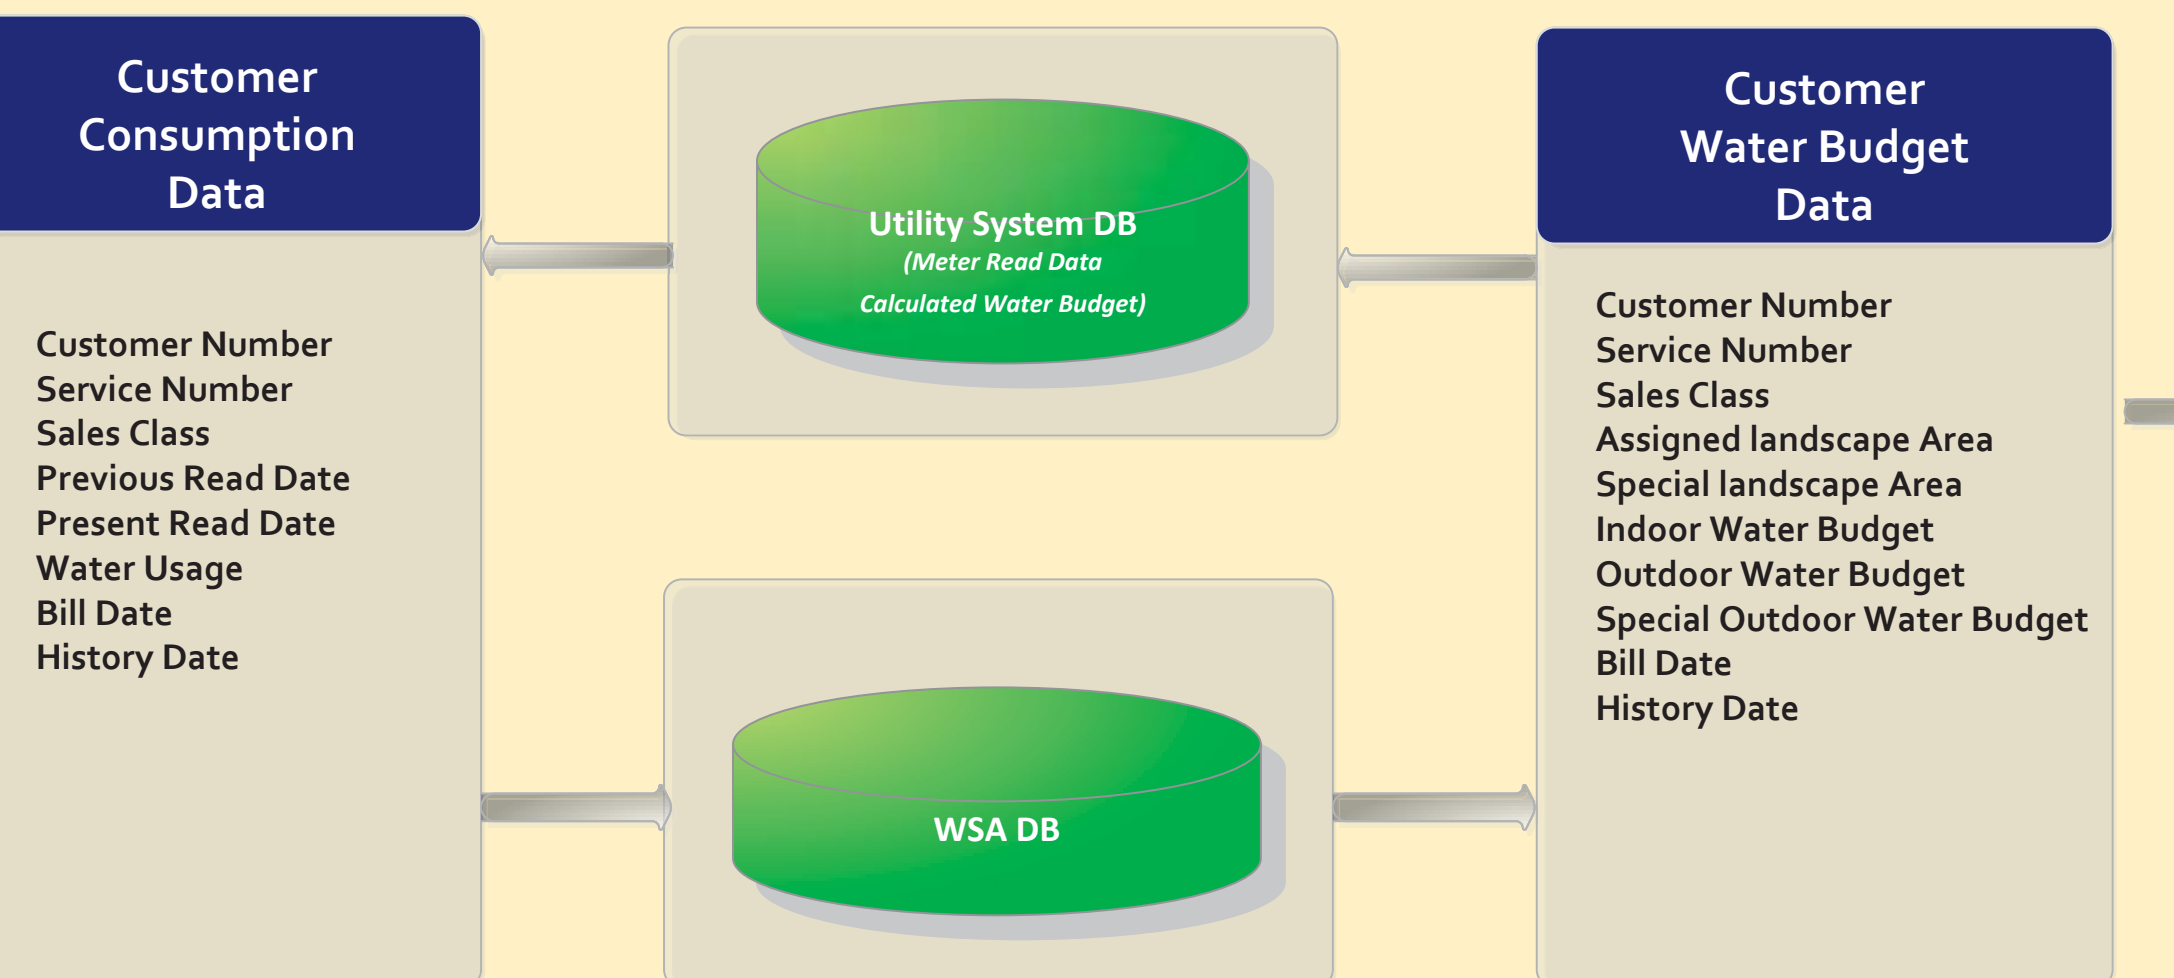 Customer
Consumption
Data
Customer Number
Service Number
Sales Class
Previous Read Date
Present Read Date
Water Usage
Bill Date
History Date
Utility System DB
(Meter Read Data
Calculated Water Budget)
WSA DB
Customer
Water Budget
Data
Customer Number
Service Number
Sales Class
Assigned landscape Area
Special landscape Area
Indoor Water Budget
Outdoor Water Budget
Special Outdoor Water Budget
Bill Date
History Date